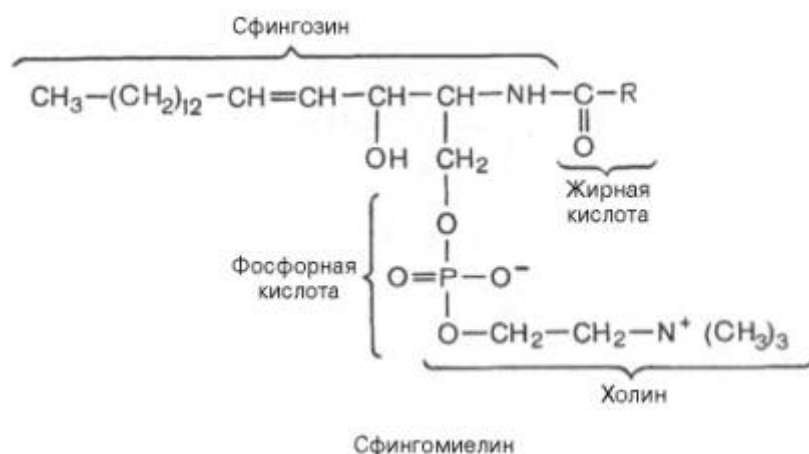 Сфингозин
CH₃—(CH₂)₁₂—CH=CH—CH—CH—NH—C—R
OH CH₂ O
Жирная
кислота
O
Фосфорная
кислота
O=P—O⁻
O—CH₂—CH₂—N⁺ (CH₃)₃
Холин
Сфингомиелин